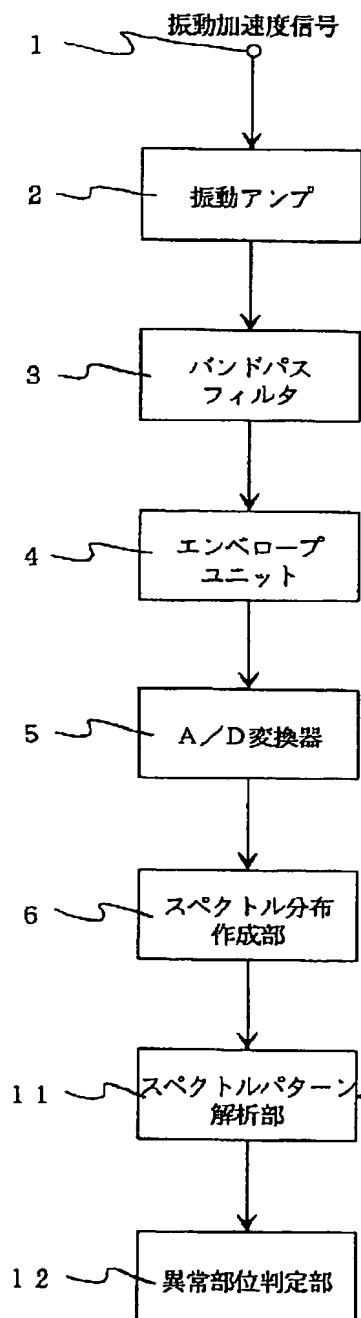 振動加速度信号
1
2
振動アンプ
3
バンドパス
フィルタ
4
エンベロープ
ユニット
5
A/D変換器
6
スペクトル分布
作成部
11
スペクトルパターン
解析部
12
異常部位判定部